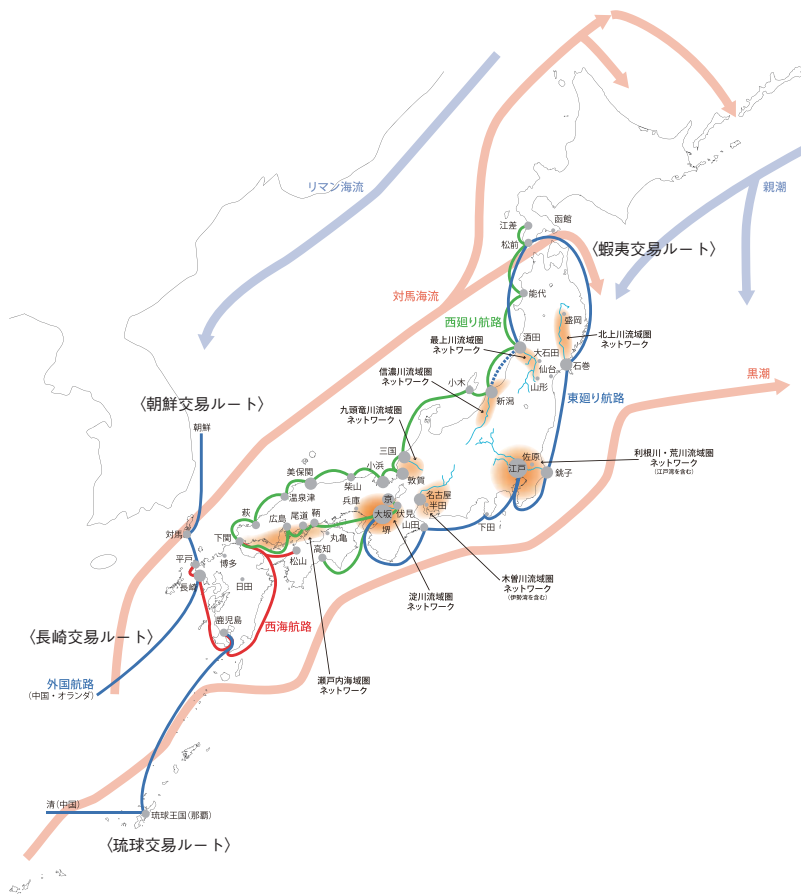 リマン海流
親潮
江差
函館
松前
〈蝦夷交易ルート〉
対馬海流
能代
西廻り航路
盛岡
酒田
北上川流域圏
ネットワーク
最上川流域圏
ネットワーク
大石田
仙台
石巻
山形
信濃川流域圏
ネットワーク
小木
新潟
東廻り航路
黒潮
〈朝鮮交易ルート〉
朝鮮
九頭竜川流域圏
ネットワーク
三国
小浜
敦賀
佐原
江戸
銚子
利根川・荒川流域圏
ネットワーク
(江戸湾を含む)
美保関
柴山
温泉津
兵庫
京
名古屋
半田
萩
広島
尾道
鞆
大坂
伏見
堺
山田
下田
対馬
下関
丸亀
高知
松山
平戸
博多
長崎
日田
木曽川流域圏
ネットワーク
(伊勢湾を含む)
淀川流域圏
ネットワーク
鹿児島
西海航路
〈長崎交易ルート〉
外国航路
(中国・オランダ)
瀬戸内海域圏
ネットワーク
清(中国)
琉球王国(那覇)
〈琉球交易ルート〉